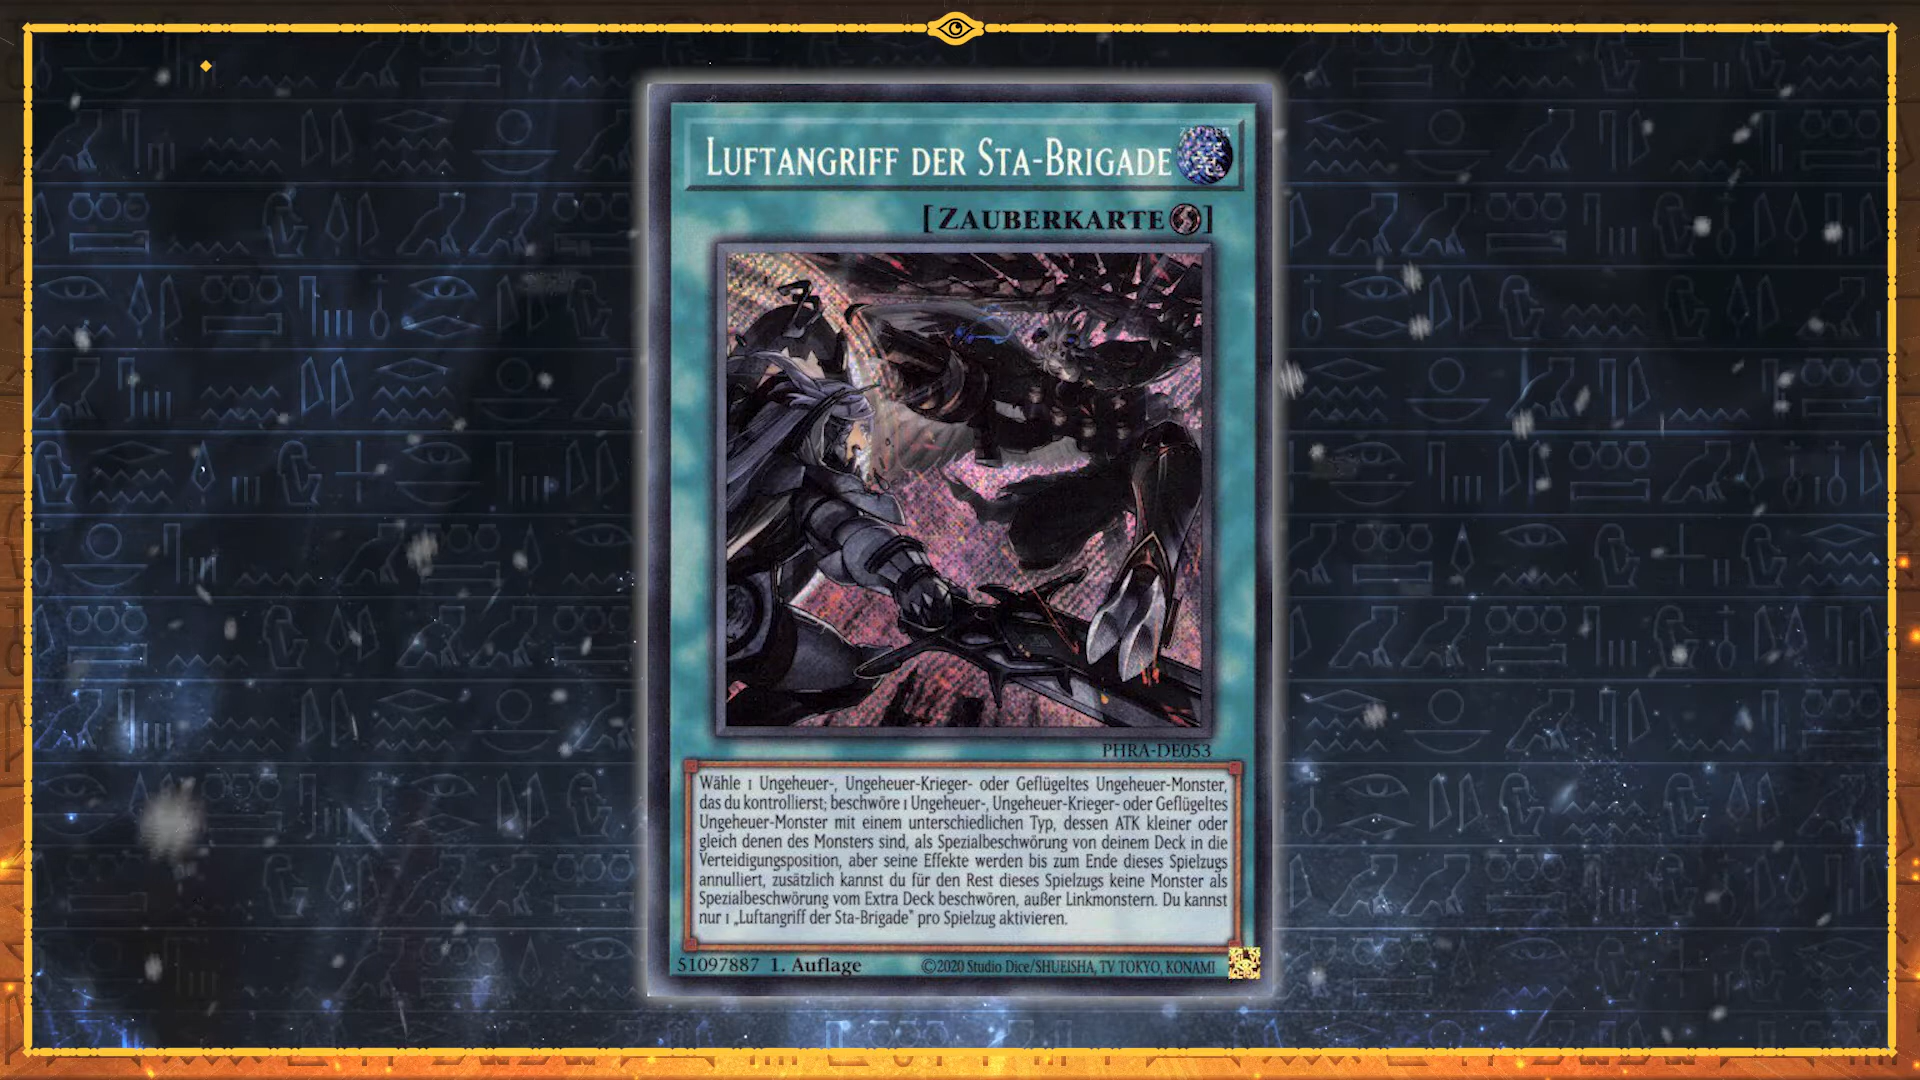 Luftangriff der Sta-Brigade
[Zauberkarte]
PHRA-DE053
Wähle 1 Ungeheuer-, Ungeheuer-Krieger- oder Geflügeltes Ungeheuer-Monster,
das du kontrollierst; beschwöre 1 Ungeheuer-, Ungeheuer-Krieger- oder Geflügeltes
Ungeheuer-Monster mit einem unterschiedlichen Typ, dessen ATK kleiner oder
gleich denen des Monsters sind, als Spezialbeschwörung von deinem Deck in die
Verteidigungsposition, aber seine Effekte werden bis zum Ende dieses Spielzugs
annulliert, zusätzlich kannst du für den Rest dieses Spielzugs keine Monster als
Spezialbeschwörung vom Extra Deck beschwören, außer Linkmonstern. Du kannst
nur 1 „Luftangriff der Sta-Brigade" pro Spielzug aktivieren.
51097887 1. Auflage ©2020 Studio Dice/SHUEISHA, TV TOKYO, KONAMI